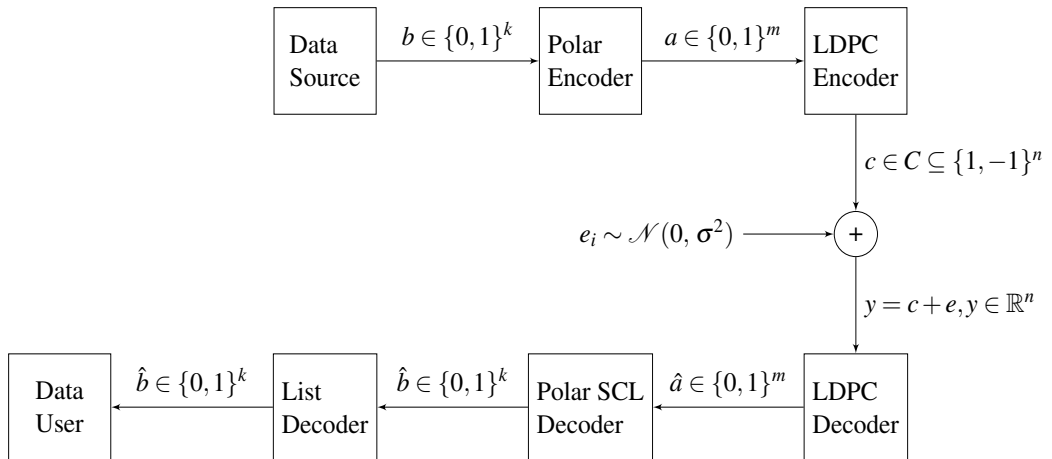 Data
Source
b ∈ {0,1}^k
Polar
Encoder
a ∈ {0,1}^m
LDPC
Encoder
c ∈ C ⊆ {1,−1}^n
e_i ∼ 𝒩(0, σ^2)
+
y = c + e, y ∈ ℝ^n
Data
User
b̂ ∈ {0,1}^k
List
Decoder
b̂ ∈ {0,1}^k
Polar SCL
Decoder
â ∈ {0,1}^m
LDPC
Decoder